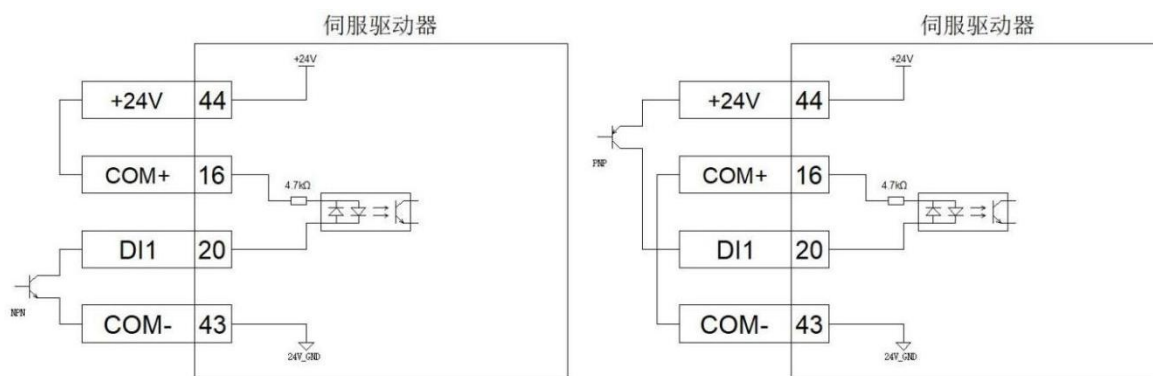 伺服驱动器
+24V
+24V 44
COM+ 16
4.7kΩ
DI1 20
NPN
COM- 43
24V_GND
伺服驱动器
+24V
+24V 44
PNP
COM+ 16
4.7kΩ
DI1 20
COM- 43
24V_GND